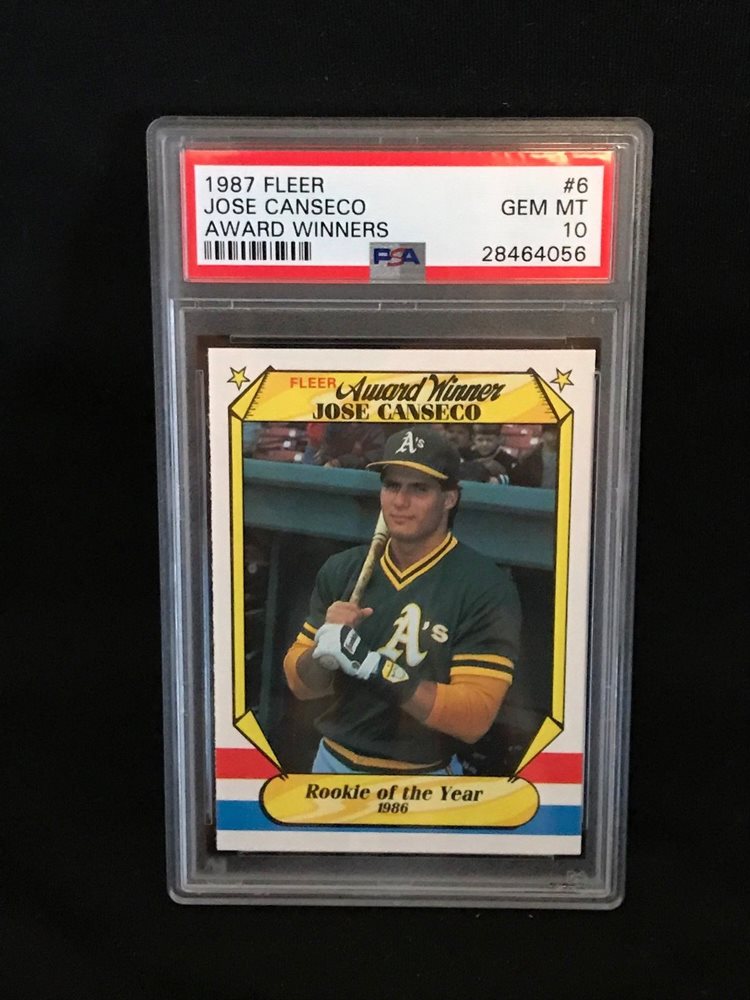 1987 FLEER #6
JOSE CANSECO GEM MT
AWARD WINNERS 10
PSA 28464056
FLEER Award Winner
JOSE CANSECO
A's
A's
Rookie of the Year
1986